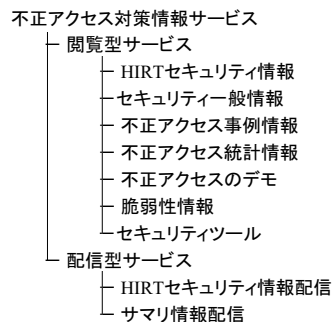 不正アクセス対策情報サービス
閲覧型サービス
HIRTセキュリティ情報
セキュリティ一般情報
不正アクセス事例情報
不正アクセス統計情報
不正アクセスのデモ
脆弱性情報
セキュリティツール
配信型サービス
HIRTセキュリティ情報配信
サマリ情報配信